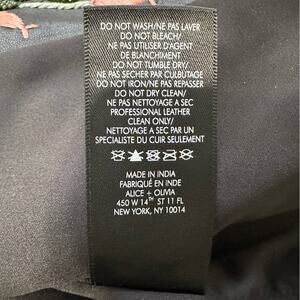 DO NOT WASH/NE PAS LAVER
DO NOT BLEACH/
NE PAS UTILISER D'AGENT
DE BLANCHIMENT
DO NOT TUMBLE DRY/
NE PAS SECHER PAR CULBUTAGE
DO NOT IRON/NE PAS REPASSER
DO NOT DRY CLEAN/
NE PAS NETTOYAGE A SEC
PROFESSIONAL LEATHER
CLEAN ONLY/
NETTOYAGE A SEC PAR UN
SPECIALISTE DU CUIR SEULEMENT
MADE IN INDIA
FABRIQUÉ EN INDE
ALICE + OLIVIA
450 W 14TH ST 11 FL
NEW YORK, NY 10014